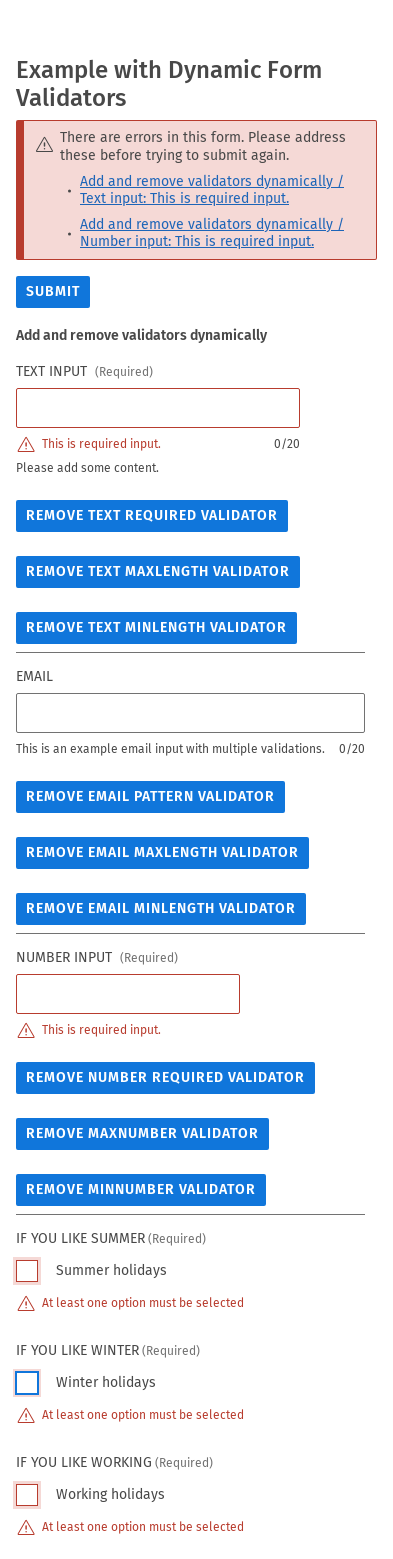 Example with Dynamic Form
Validators
There are errors in this form. Please address
these before trying to submit again.
• Add and remove validators dynamically /
Text input: This is required input.
• Add and remove validators dynamically /
Number input: This is required input.
SUBMIT
Add and remove validators dynamically
TEXT INPUT (Required)
This is required input. 0/20
Please add some content.
REMOVE TEXT REQUIRED VALIDATOR
REMOVE TEXT MAXLENGTH VALIDATOR
REMOVE TEXT MINLENGTH VALIDATOR
EMAIL
This is an example email input with multiple validations. 0/20
REMOVE EMAIL PATTERN VALIDATOR
REMOVE EMAIL MAXLENGTH VALIDATOR
REMOVE EMAIL MINLENGTH VALIDATOR
NUMBER INPUT (Required)
This is required input.
REMOVE NUMBER REQUIRED VALIDATOR
REMOVE MAXNUMBER VALIDATOR
REMOVE MINNUMBER VALIDATOR
IF YOU LIKE SUMMER (Required)
Summer holidays
At least one option must be selected
IF YOU LIKE WINTER (Required)
Winter holidays
At least one option must be selected
IF YOU LIKE WORKING (Required)
Working holidays
At least one option must be selected